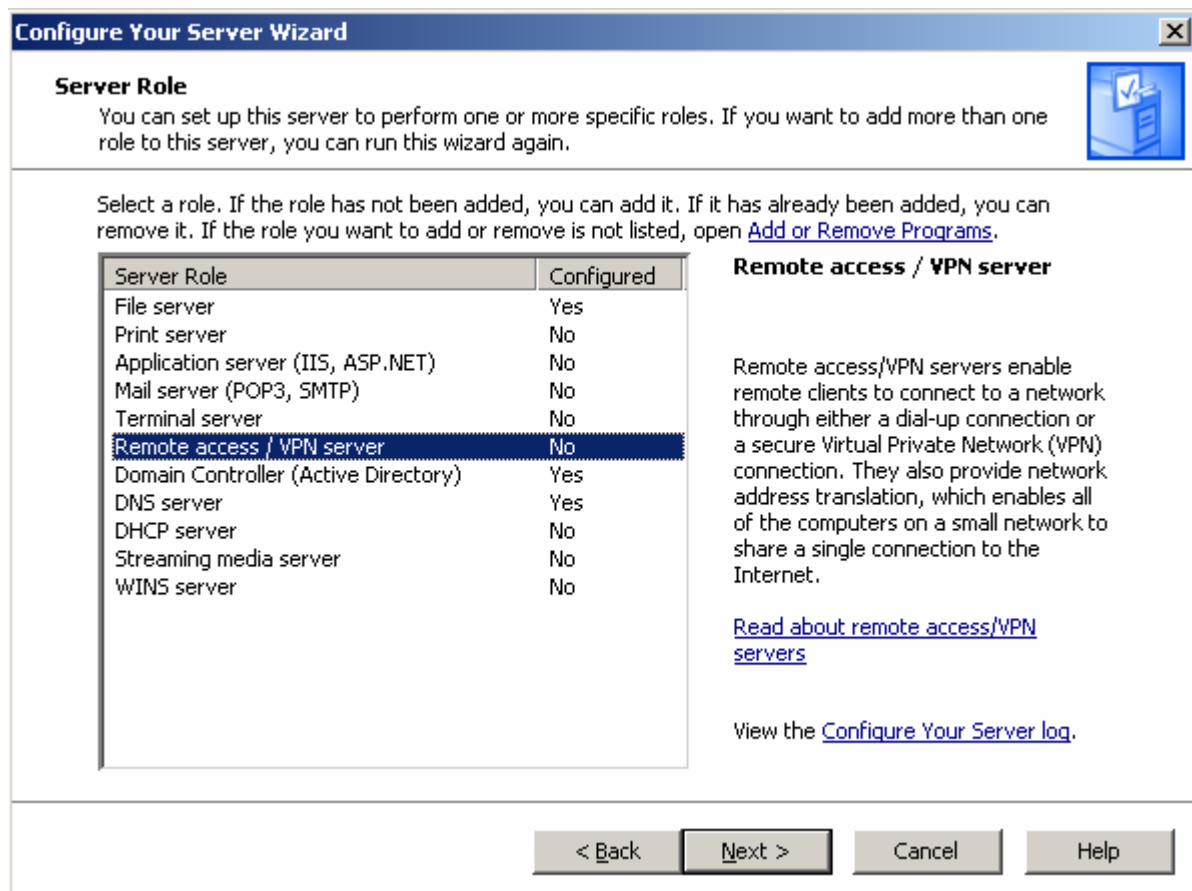 Configure Your Server Wizard
Server Role
You can set up this server to perform one or more specific roles. If you want to add more than one
role to this server, you can run this wizard again.
Select a role. If the role has not been added, you can add it. If it has already been added, you can
remove it. If the role you want to add or remove is not listed, open Add or Remove Programs.
Server Role Configured
File server Yes
Print server No
Application server (IIS, ASP.NET) No
Mail server (POP3, SMTP) No
Terminal server No
Remote access / VPN server No
Domain Controller (Active Directory) Yes
DNS server Yes
DHCP server No
Streaming media server No
WINS server No
Remote access / VPN server
Remote access/VPN servers enable
remote clients to connect to a network
through either a dial-up connection or
a secure Virtual Private Network (VPN)
connection. They also provide network
address translation, which enables all
of the computers on a small network to
share a single connection to the
Internet.
Read about remote access/VPN
servers
View the Configure Your Server log.
< Back Next > Cancel Help